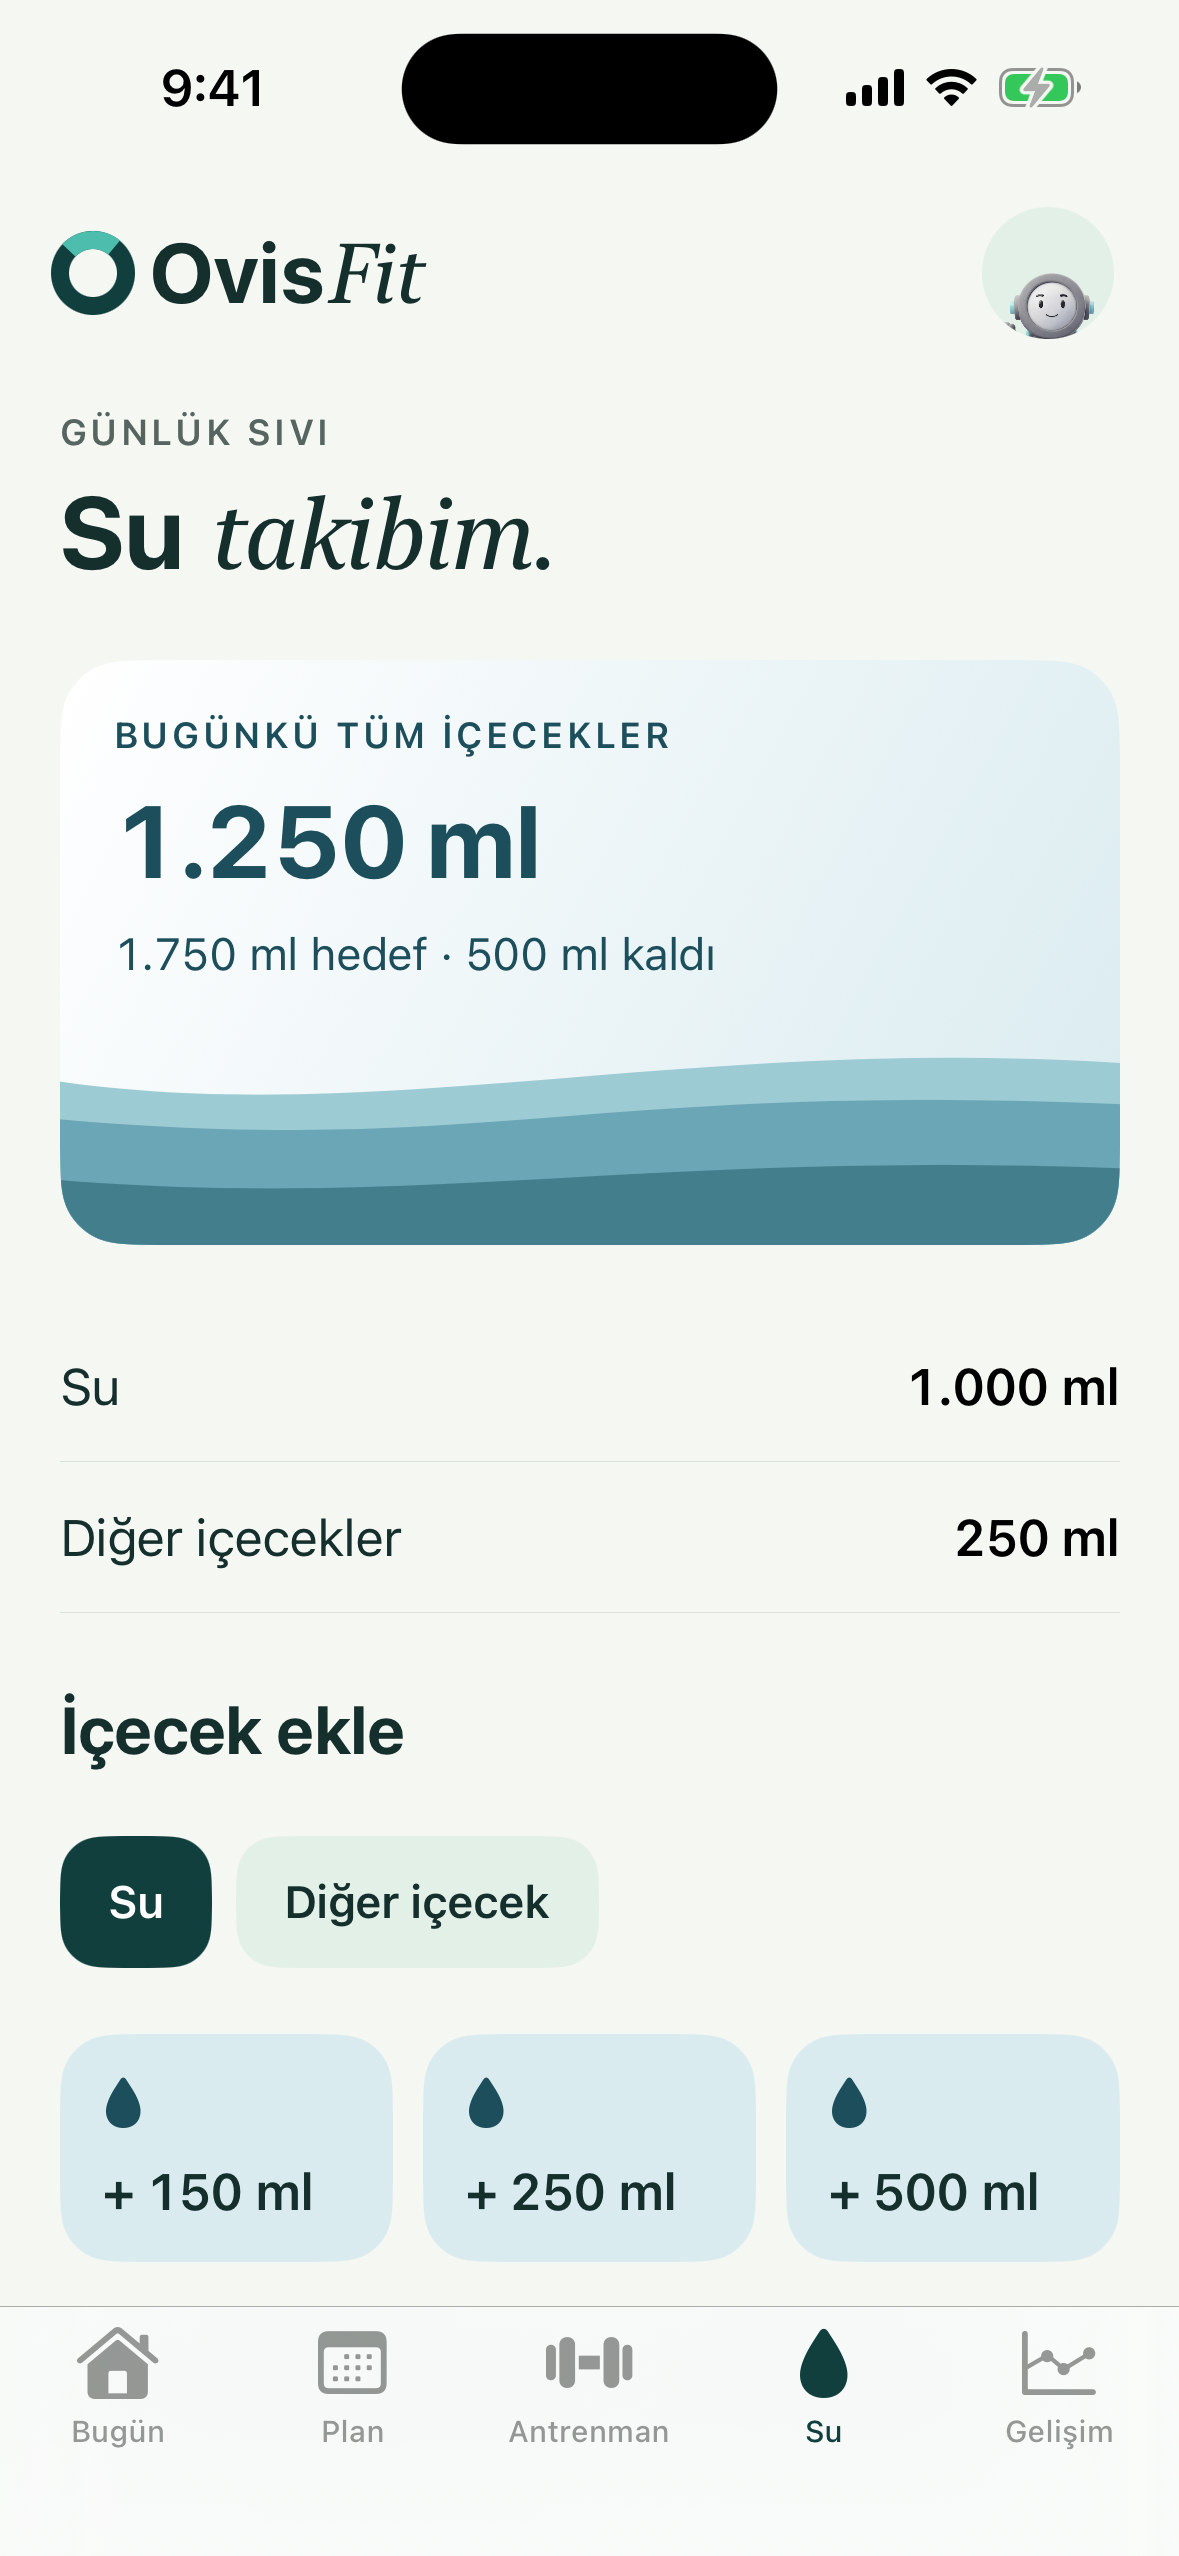 9:41
OvisFit
GÜNLÜK SIVI
Su takibim.
BUGÜNKÜ TÜM İÇECEKLER
1.250 ml
1.750 ml hedef · 500 ml kaldı
Su 1.000 ml
Diğer içecekler 250 ml
İçecek ekle
Su Diğer içecek
+ 150 ml + 250 ml + 500 ml
Bugün Plan Antrenman Su Gelişim